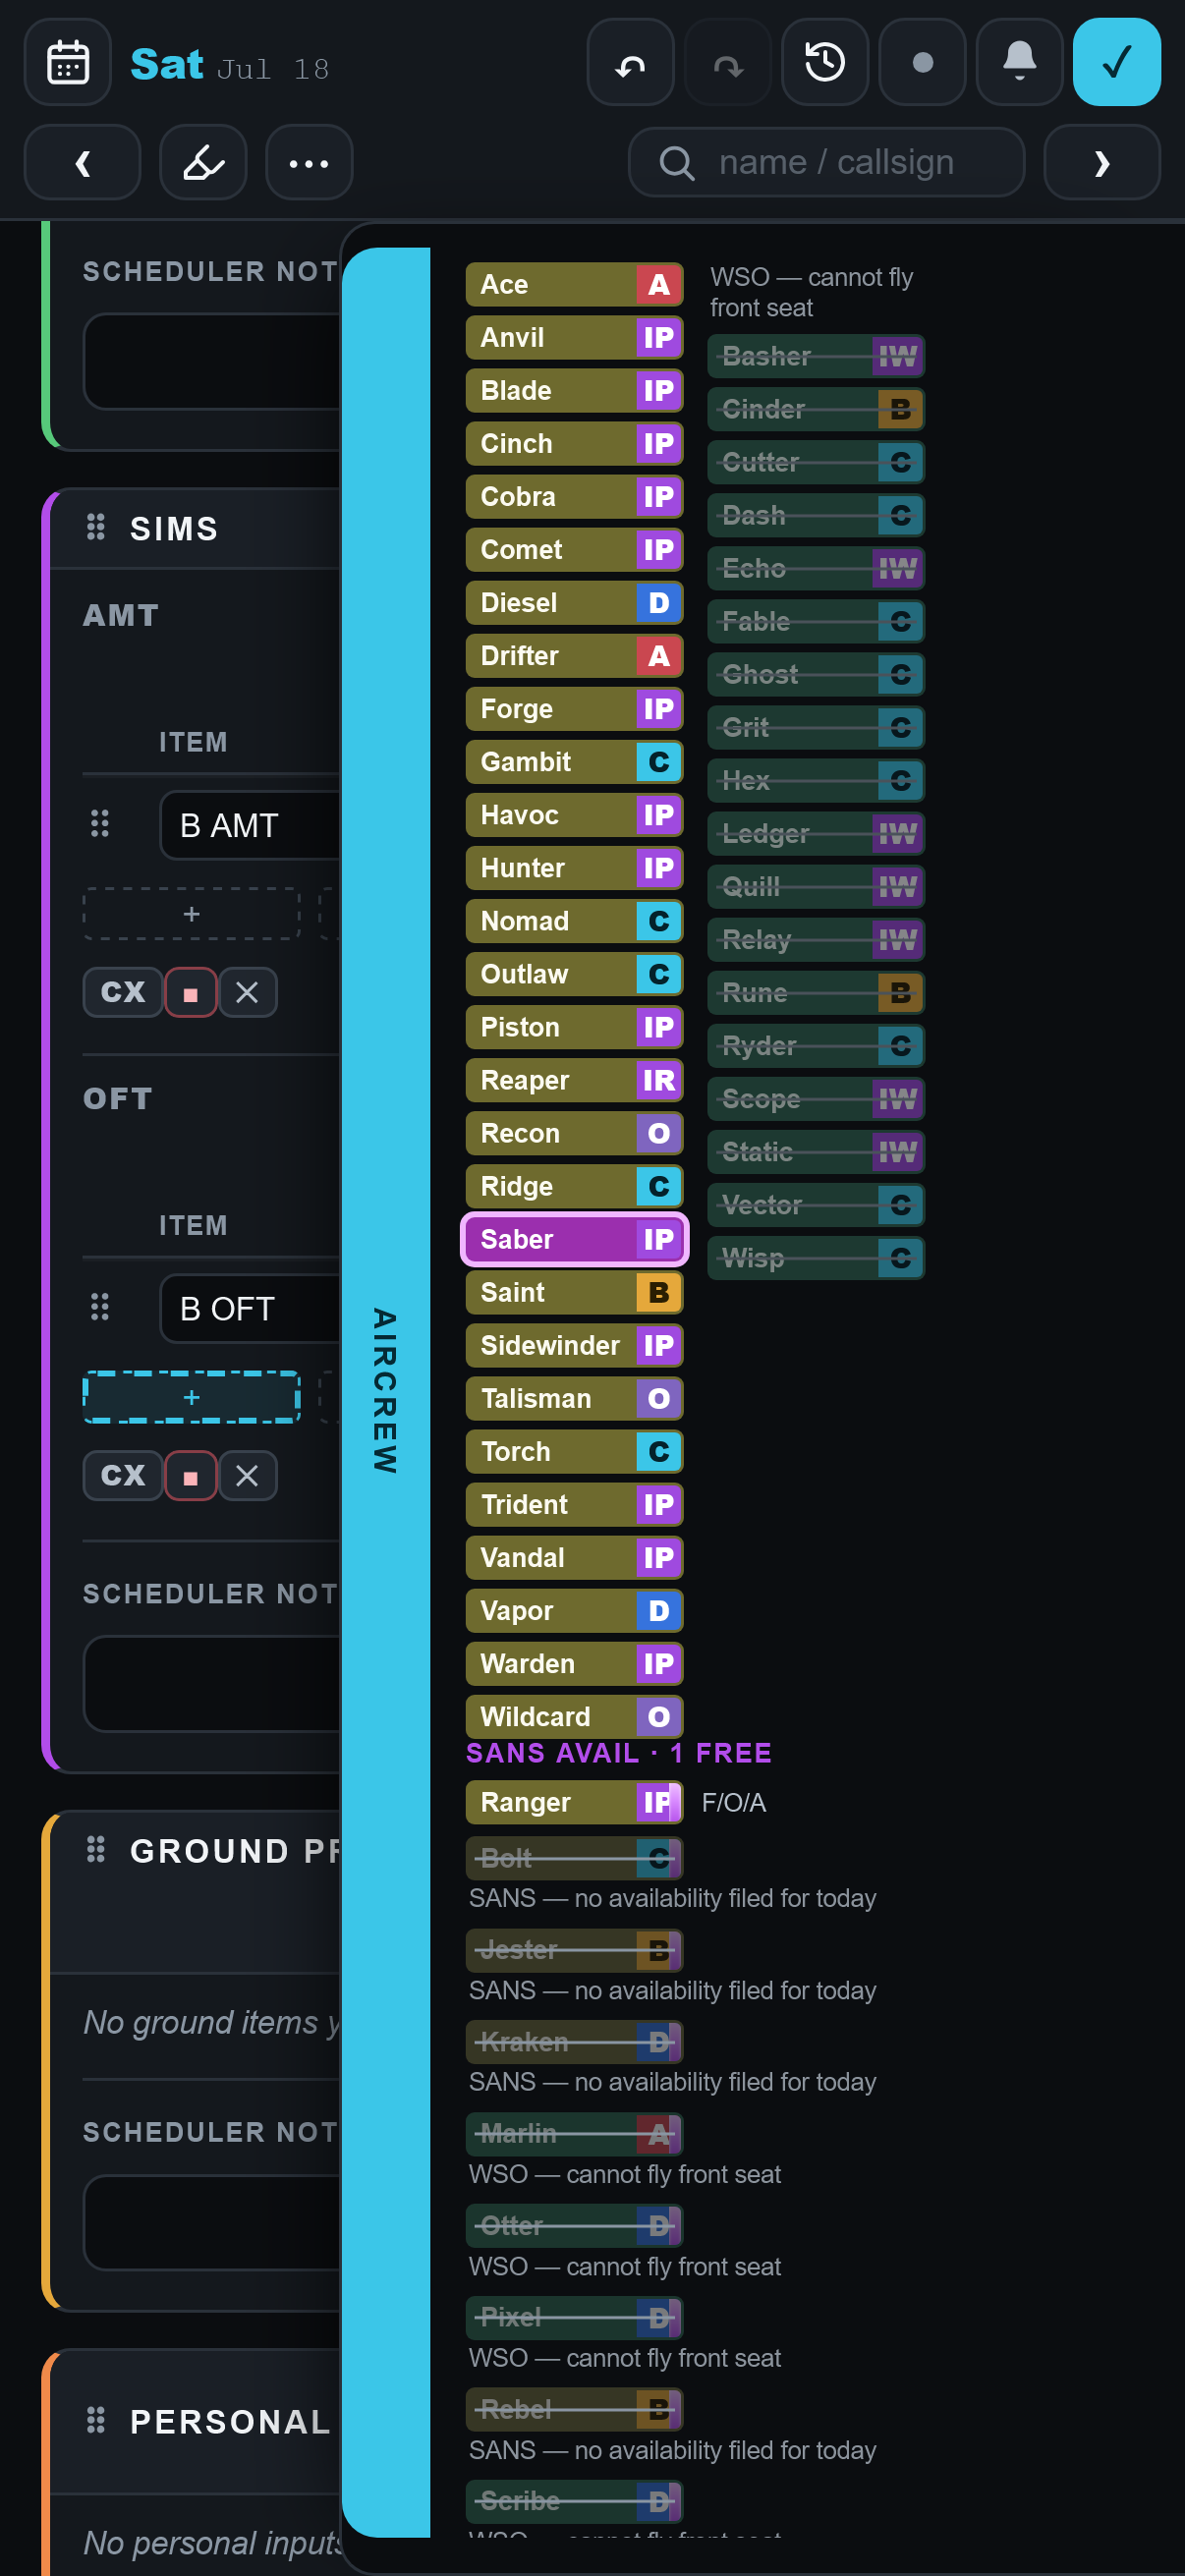 Sat Jul 18
name / callsign
SCHEDULER NOT
SIMS
AMT
ITEM
B AMT
+
CX
OFT
ITEM
B OFT
+
CX
SCHEDULER NOT
GROUND PR
No ground items y
SCHEDULER NOT
PERSONAL
No personal inputs
AIRCREW
Ace A
Anvil IP
Blade IP
Cinch IP
Cobra IP
Comet IP
Diesel D
Drifter A
Forge IP
Gambit C
Havoc IP
Hunter IP
Nomad C
Outlaw C
Piston IP
Reaper IR
Recon O
Ridge C
Saber IP
Saint B
Sidewinder IP
Talisman O
Torch C
Trident IP
Vandal IP
Vapor D
Warden IP
Wildcard O
WSO — cannot fly
front seat
Basher IW
Cinder B
Cutter C
Dash C
Echo IW
Fable C
Ghost C
Grit C
Hex C
Ledger IW
Quill IW
Relay IW
Rune B
Ryder C
Scope IW
Static IW
Vector C
Wisp C
SANS AVAIL · 1 FREE
Ranger IP F/O/A
Bolt C
SANS — no availability filed for today
Jester B
SANS — no availability filed for today
Kraken D
SANS — no availability filed for today
Marlin A
WSO — cannot fly front seat
Otter D
WSO — cannot fly front seat
Pixel D
WSO — cannot fly front seat
Rebel B
SANS — no availability filed for today
Scribe D
WSO — cannot fly front seat